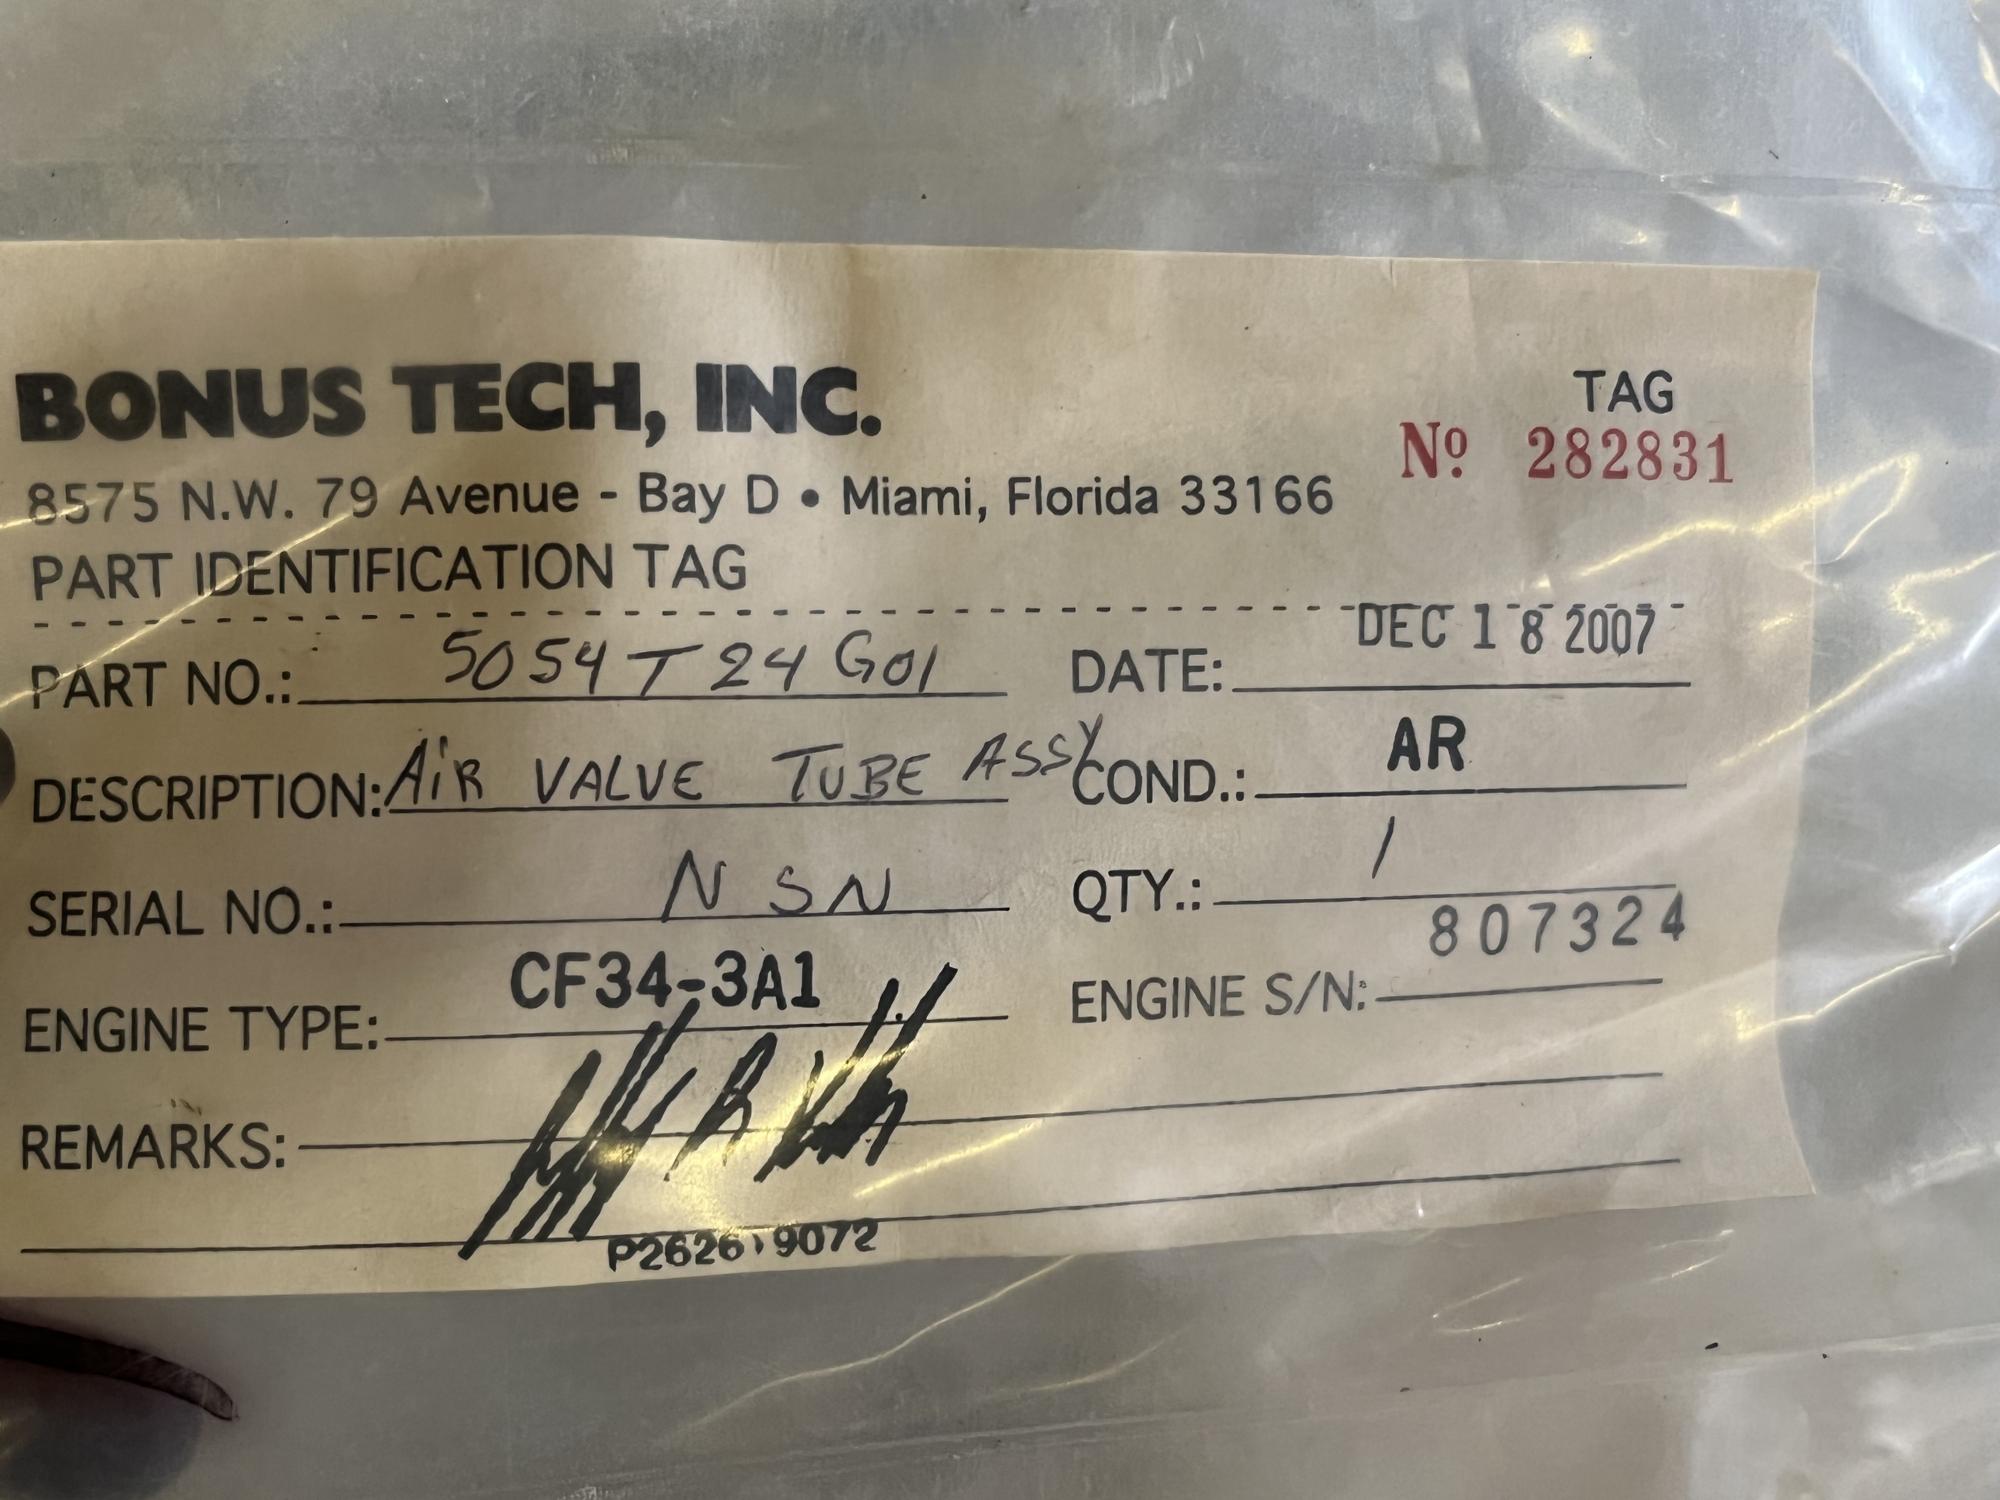 BONUS TECH, INC.
TAG
Nº 282831
8575 N.W. 79 Avenue - Bay D • Miami, Florida 33166
PART IDENTIFICATION TAG
PART NO.: 5054T24G01 DATE: DEC 18 2007
DESCRIPTION: AiR VALVE TUBE ASSY COND.: AR
SERIAL NO.: NSN QTY.: 1
ENGINE TYPE: CF34-3A1 ENGINE S/N: 807324
REMARKS: